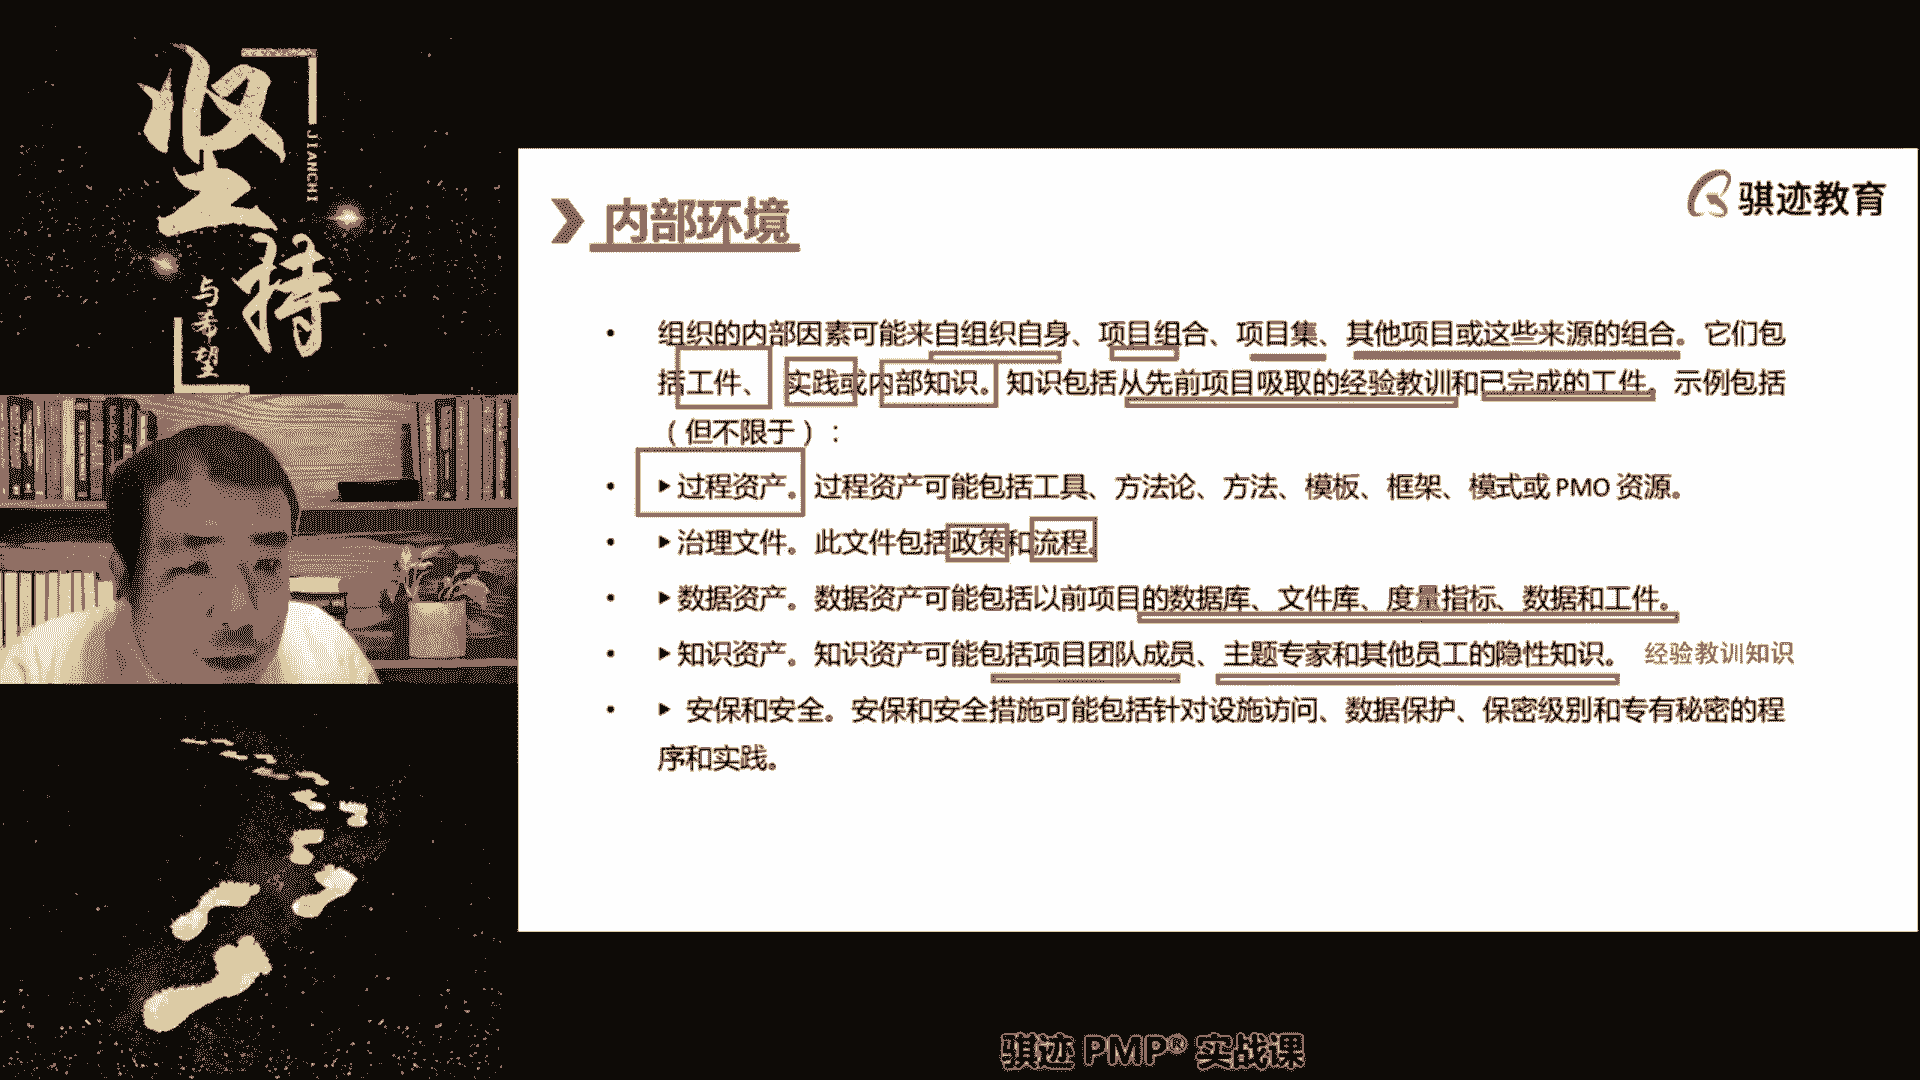 坚持
JIANCHI
与希望
骐迹教育
内部环境
• 组织的内部因素可能来自组织自身、项目组合、项目集、其他项目或这些来源的组合。它们包
括工件、实践或内部知识。知识包括从先前项目吸取的经验教训和已完成的工件。示例包括
（但不限于）：
• ▶过程资产。过程资产可能包括工具、方法论、方法、模板、框架、模式或 PMO 资源。
• ▶治理文件。此文件包括政策和流程。
• ▶数据资产。数据资产可能包括以前项目的数据库、文件库、度量指标、数据和工件。
• ▶知识资产。知识资产可能包括项目团队成员、主题专家和其他员工的隐性知识。 经验教训知识
• ▶ 安保和安全。安保和安全措施可能包括针对设施访问、数据保护、保密级别和专有秘密的程
序和实践。
骐迹 PMP® 实战课